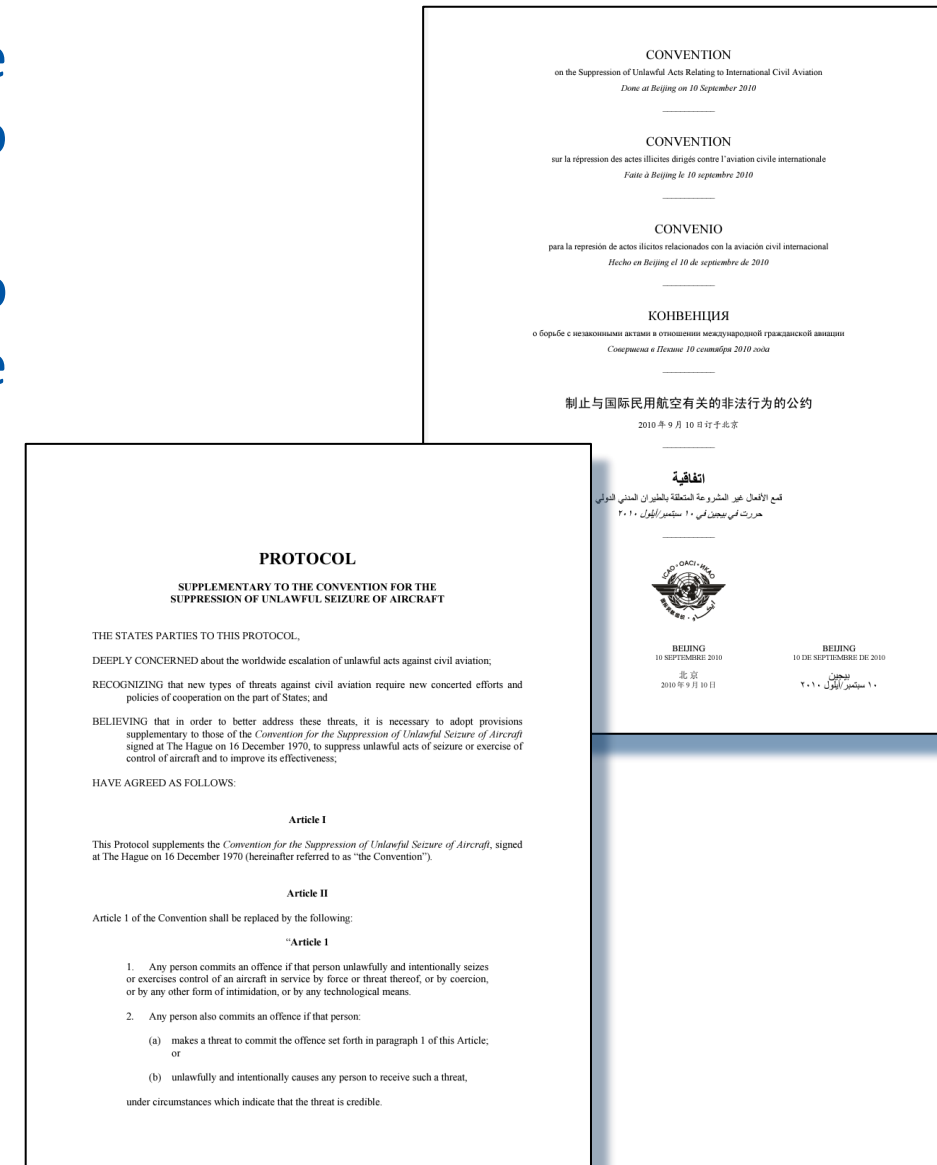 CONVENTION
on the Suppression of Unlawful Acts Relating to International Civil Aviation
Done at Beijing on 10 September 2010
CONVENTION
sur la répression des actes illicites dirigés contre l’aviation civile internationale
Faite à Beijing le 10 septembre 2010
CONVENIO
para la represión de actos ilícitos relacionados con la aviación civil internacional
Hecho en Beijing el 10 de septiembre de 2010
КОНВЕНЦИЯ
о борьбе с незаконными актами в отношении международной гражданской авиации
Совершена в Пекине 10 сентября 2010 года
制止与国际民用航空有关的非法行为的公约
2010 年 9 月 10 日订于北京
اتفاقية
قمع الأفعال غير المشروعة المتعلقة بالطيران المدني الدولي
حررت في بيجين في ١٠ سبتمبر/أيلول ٢٠١٠
ICAO · OACI · ИКАО
BEIJING
10 SEPTEMBRE 2010
北京
2010 年 9 月 10 日
BEIJING
10 DE SEPTIEMBRE DE 2010
بيجين
١٠ سبتمبر/أيلول ٢٠١٠
PROTOCOL
SUPPLEMENTARY TO THE CONVENTION FOR THE
SUPPRESSION OF UNLAWFUL SEIZURE OF AIRCRAFT
THE STATES PARTIES TO THIS PROTOCOL,
DEEPLY CONCERNED about the worldwide escalation of unlawful acts against civil aviation;
RECOGNIZING that new types of threats against civil aviation require new concerted efforts and
policies of cooperation on the part of States; and
BELIEVING that in order to better address these threats, it is necessary to adopt provisions
supplementary to those of the Convention for the Suppression of Unlawful Seizure of Aircraft
signed at The Hague on 16 December 1970, to suppress unlawful acts of seizure or exercise of
control of aircraft and to improve its effectiveness;
HAVE AGREED AS FOLLOWS:
Article I
This Protocol supplements the Convention for the Suppression of Unlawful Seizure of Aircraft, signed
at The Hague on 16 December 1970 (hereinafter referred to as “the Convention”).
Article II
Article 1 of the Convention shall be replaced by the following:
“Article 1
1. Any person commits an offence if that person unlawfully and intentionally seizes
or exercises control of an aircraft in service by force or threat thereof, or by coercion,
or by any other form of intimidation, or by any technological means.
2. Any person also commits an offence if that person:
(a) makes a threat to commit the offence set forth in paragraph 1 of this Article;
or
(b) unlawfully and intentionally causes any person to receive such a threat,
under circumstances which indicate that the threat is credible.